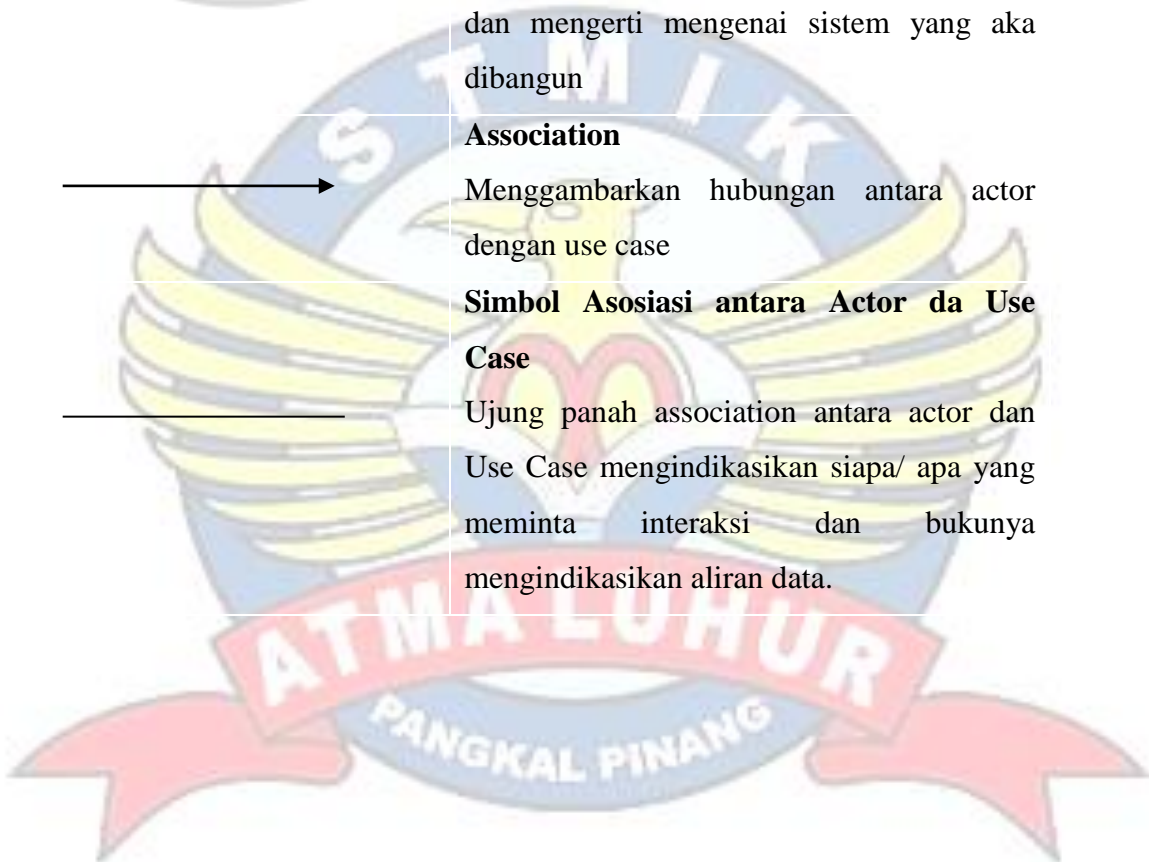 dan mengerti mengenai sistem yang aka
dibangun
Association
Menggambarkan hubungan antara actor
dengan use case
Simbol Asosiasi antara Actor da Use
Case
Ujung panah association antara actor dan
Use Case mengindikasikan siapa/ apa yang
meminta interaksi dan bukunya
mengindikasikan aliran data.
STMIK
ATMA LUHUR
PANGKAL PINANG